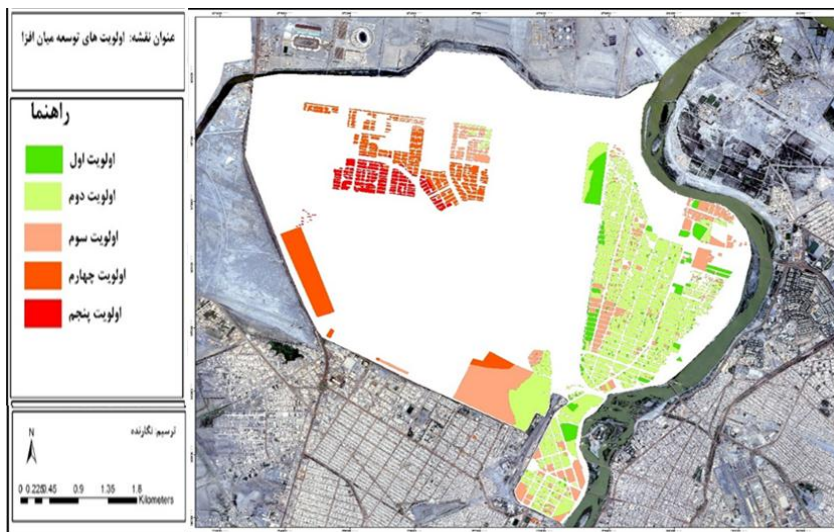 عنوان نقشه: اولویت های توسعه میان افزا
راهنما
اولویت اول
اولویت دوم
اولویت سوم
اولویت چهارم
اولویت پنجم
ترسیم: نگارنده
N
0 0.225 0.45 0.9 1.35 1.8
Kilometers